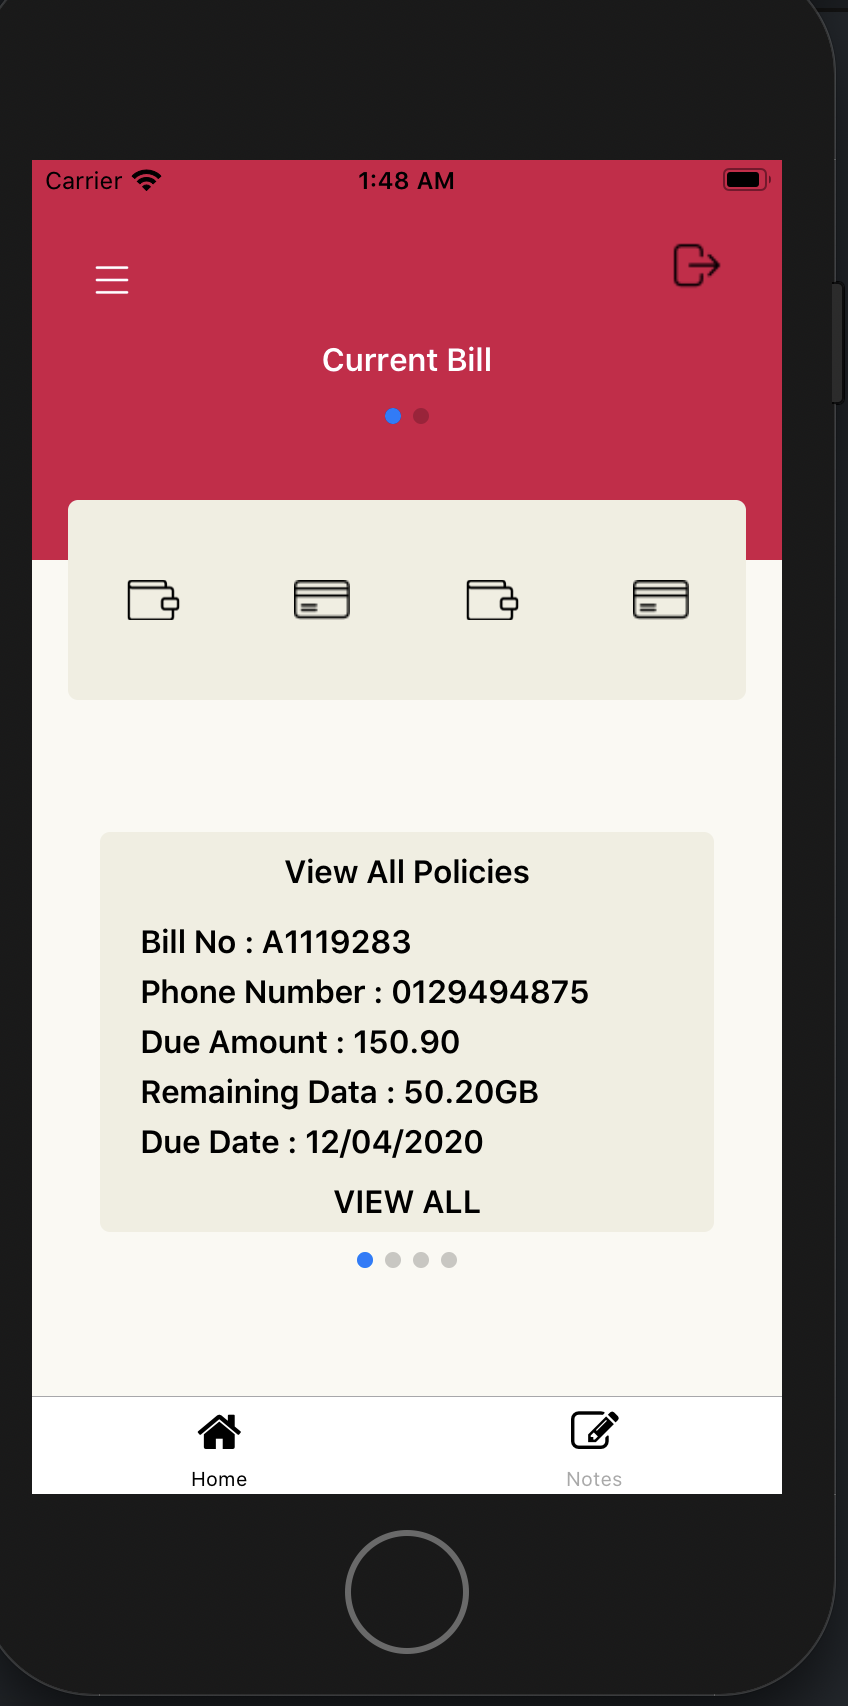 Carrier 1:48 AM
Current Bill
View All Policies
Bill No : A1119283
Phone Number : 0129494875
Due Amount : 150.90
Remaining Data : 50.20GB
Due Date : 12/04/2020
VIEW ALL
Home Notes